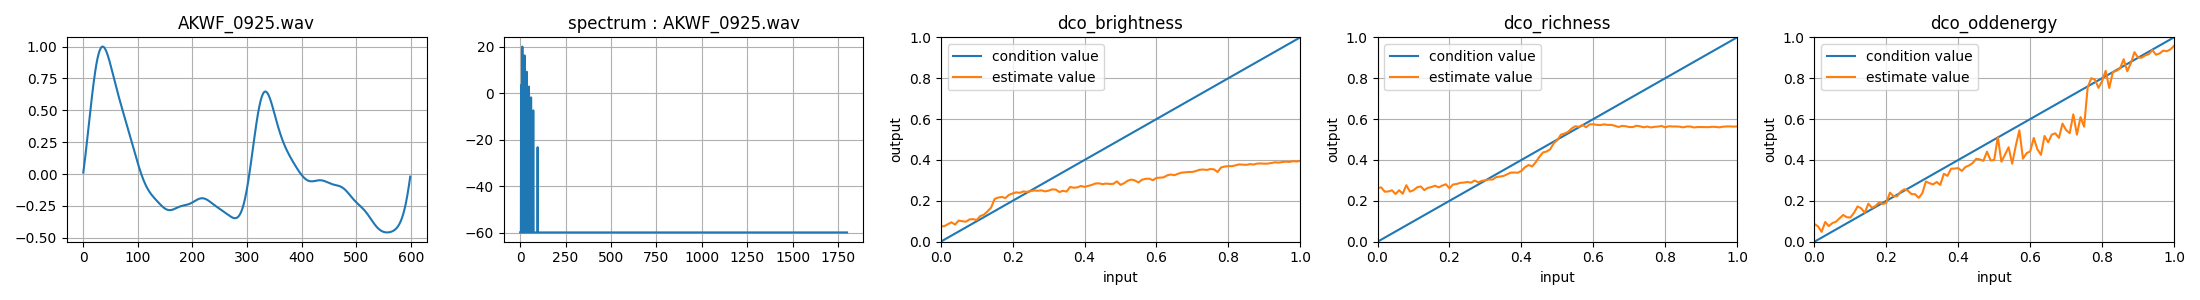 AKWF_0925.wav
1.00
0.75
0.50
0.25
0.00
−0.25
−0.50
0 100 200 300 400 500 600
spectrum : AKWF_0925.wav
20
0
−20
−40
−60
0 250 500 750 1000 1250 1500 1750
dco_brightness
condition value
estimate value
output
1.0
0.8
0.6
0.4
0.2
0.0
0.0 0.2 0.4 0.6 0.8 1.0
input
dco_richness
condition value
estimate value
output
1.0
0.8
0.6
0.4
0.2
0.0
0.0 0.2 0.4 0.6 0.8 1.0
input
dco_oddenergy
condition value
estimate value
output
1.0
0.8
0.6
0.4
0.2
0.0
0.0 0.2 0.4 0.6 0.8 1.0
input